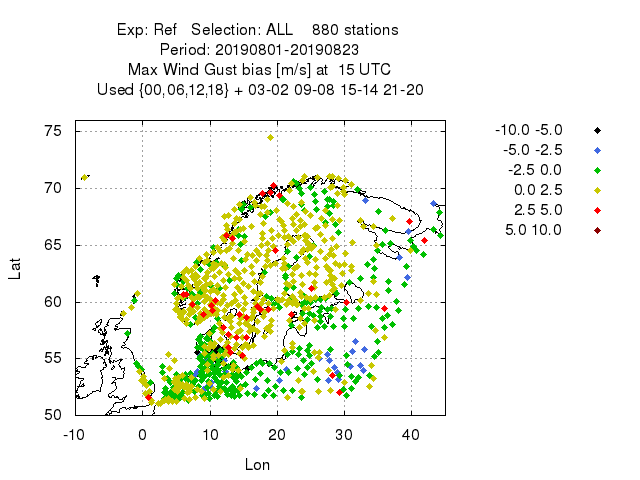 Exp: Ref Selection: ALL 880 stations
Period: 20190801-20190823
Max Wind Gust bias [m/s] at 15 UTC
Used {00,06,12,18} + 03-02 09-08 15-14 21-20
-10.0 -5.0
-5.0 -2.5
-2.5 0.0
0.0 2.5
2.5 5.0
5.0 10.0
75
70
65
60
55
50
Lat
-10 0 10 20 30 40
Lon